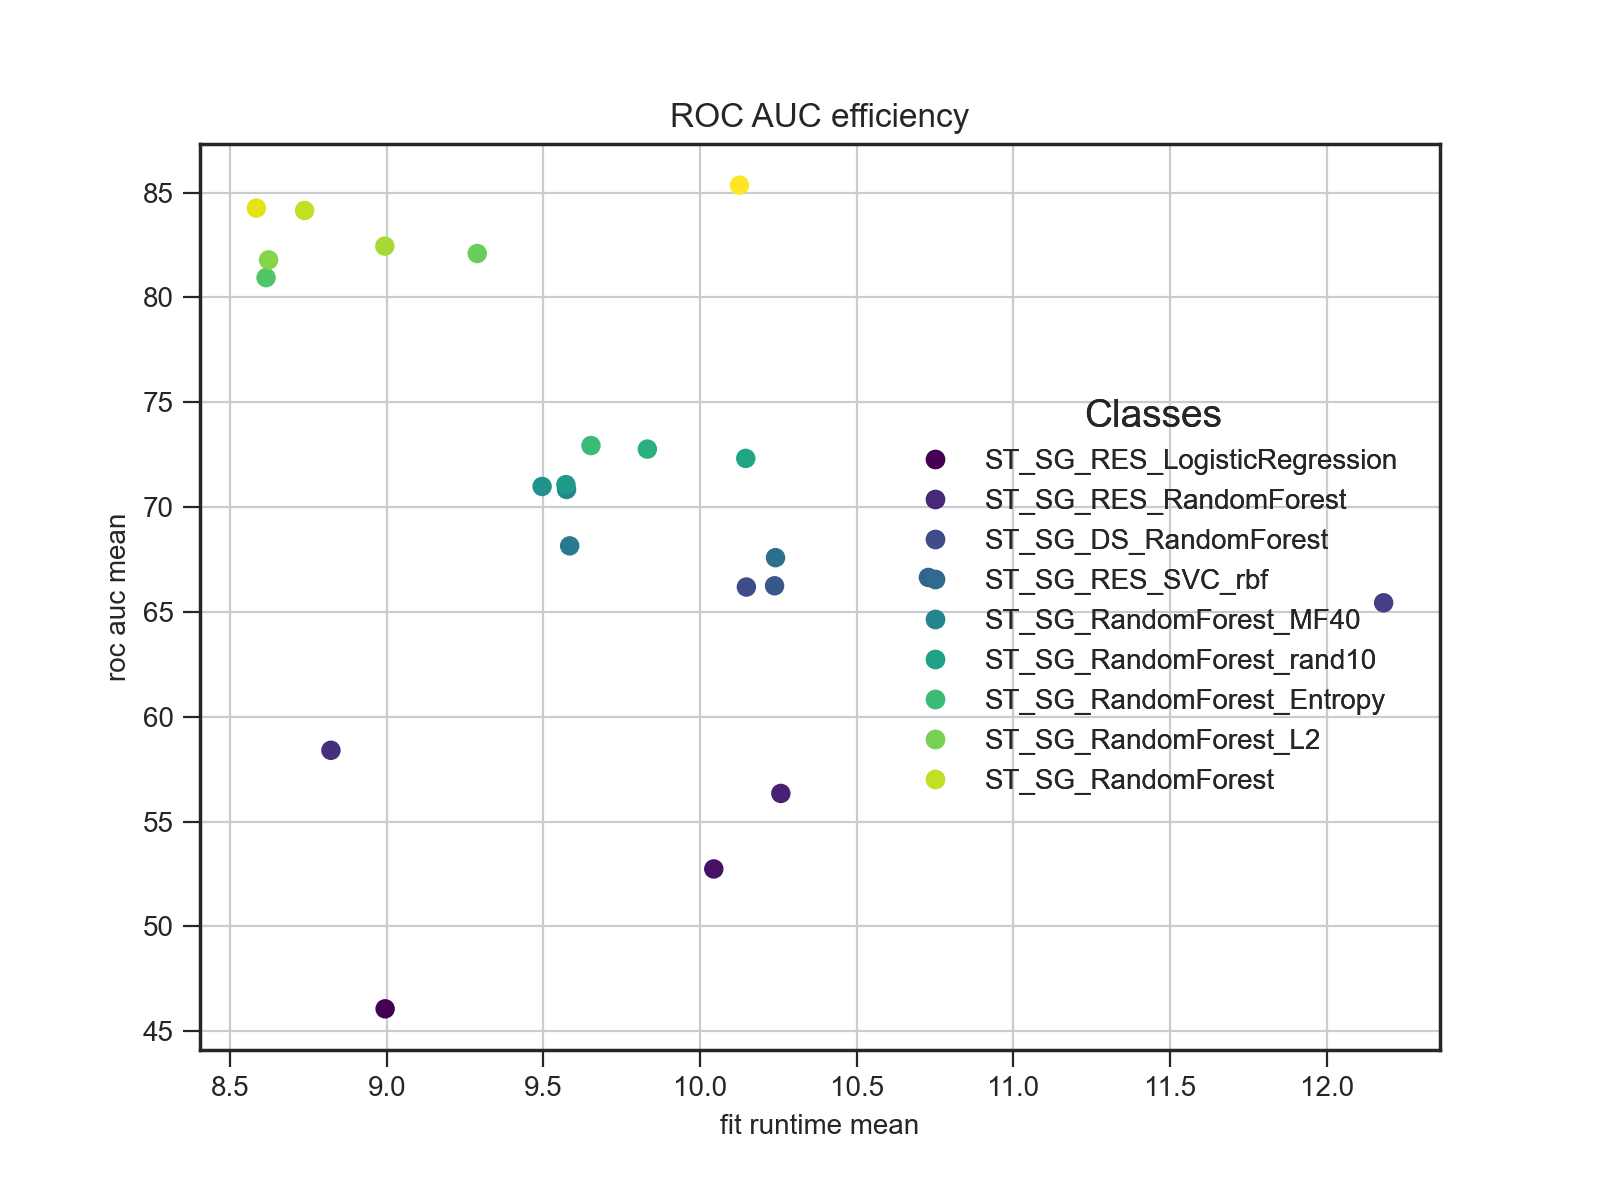 ROC AUC efficiency
85
80
75
70
65
60
55
50
45
roc auc mean
Classes
ST_SG_RES_LogisticRegression
ST_SG_RES_RandomForest
ST_SG_DS_RandomForest
ST_SG_RES_SVC_rbf
ST_SG_RandomForest_MF40
ST_SG_RandomForest_rand10
ST_SG_RandomForest_Entropy
ST_SG_RandomForest_L2
ST_SG_RandomForest
8.5 9.0 9.5 10.0 10.5 11.0 11.5 12.0
fit runtime mean